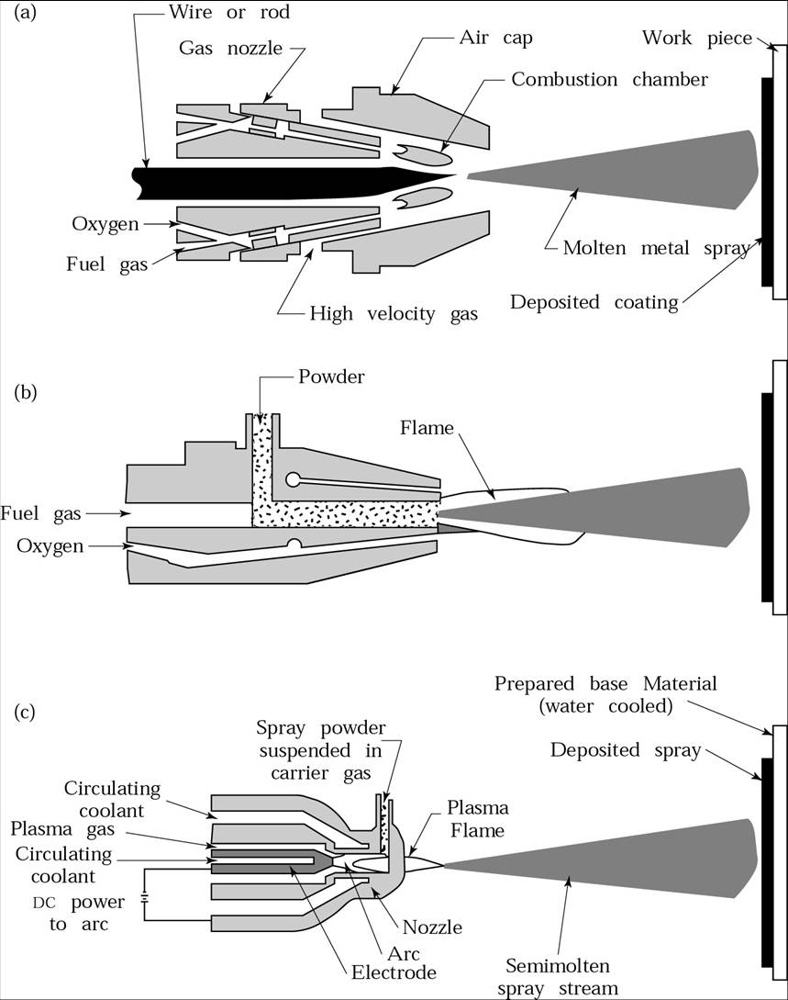 (a)
Wire or rod
Gas nozzle
Air cap
Combustion chamber
Work piece
Oxygen
Fuel gas
High velocity gas
Molten metal spray
Deposited coating
(b)
Powder
Flame
Fuel gas
Oxygen
(c)
Prepared base Material
(water cooled)
Deposited spray
Spray powder
suspended in
carrier gas
Circulating
coolant
Plasma gas
Circulating
coolant
DC power
to arc
Plasma
Flame
Nozzle
Arc
Electrode
Semimolten
spray stream